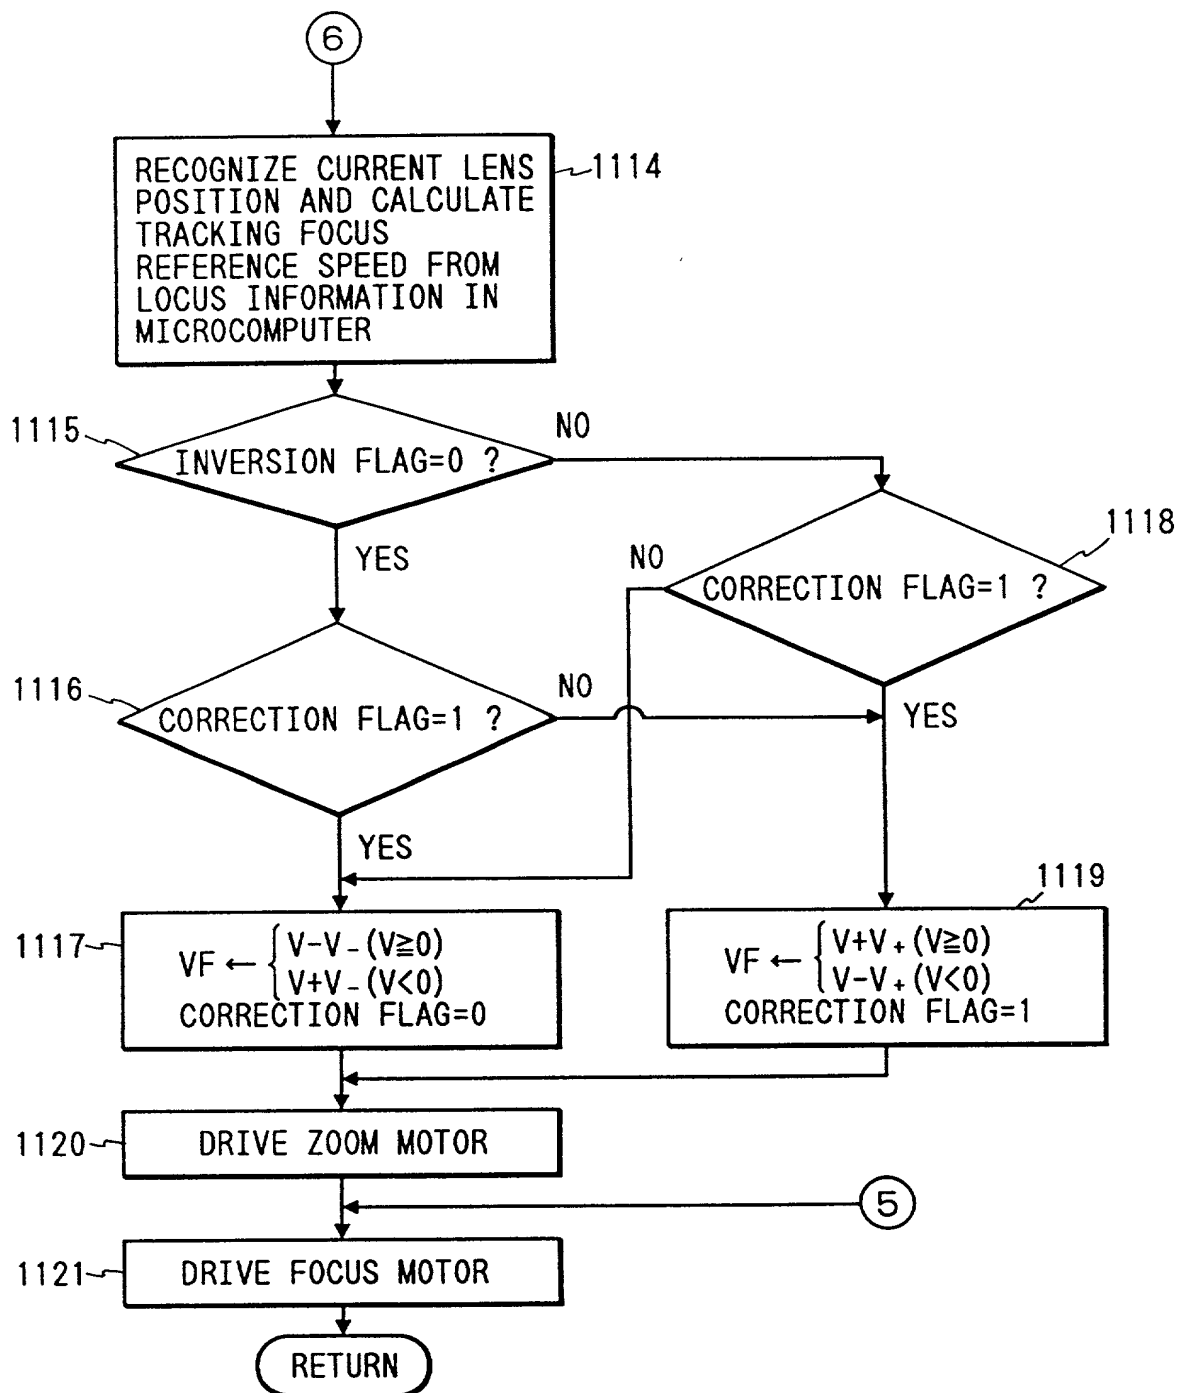 6
RECOGNIZE CURRENT LENS
POSITION AND CALCULATE
TRACKING FOCUS
REFERENCE SPEED FROM
LOCUS INFORMATION IN
MICROCOMPUTER
1114
1115
INVERSION FLAG=0 ?
NO
YES
1118
CORRECTION FLAG=1 ?
NO
YES
1116
CORRECTION FLAG=1 ?
NO
YES
1117
VF ← { V-V₋ (V≧0)
V+V₋ (V<0)
CORRECTION FLAG=0
1119
VF ← { V+V₊ (V≧0)
V-V₊ (V<0)
CORRECTION FLAG=1
1120
DRIVE ZOOM MOTOR
5
1121
DRIVE FOCUS MOTOR
RETURN